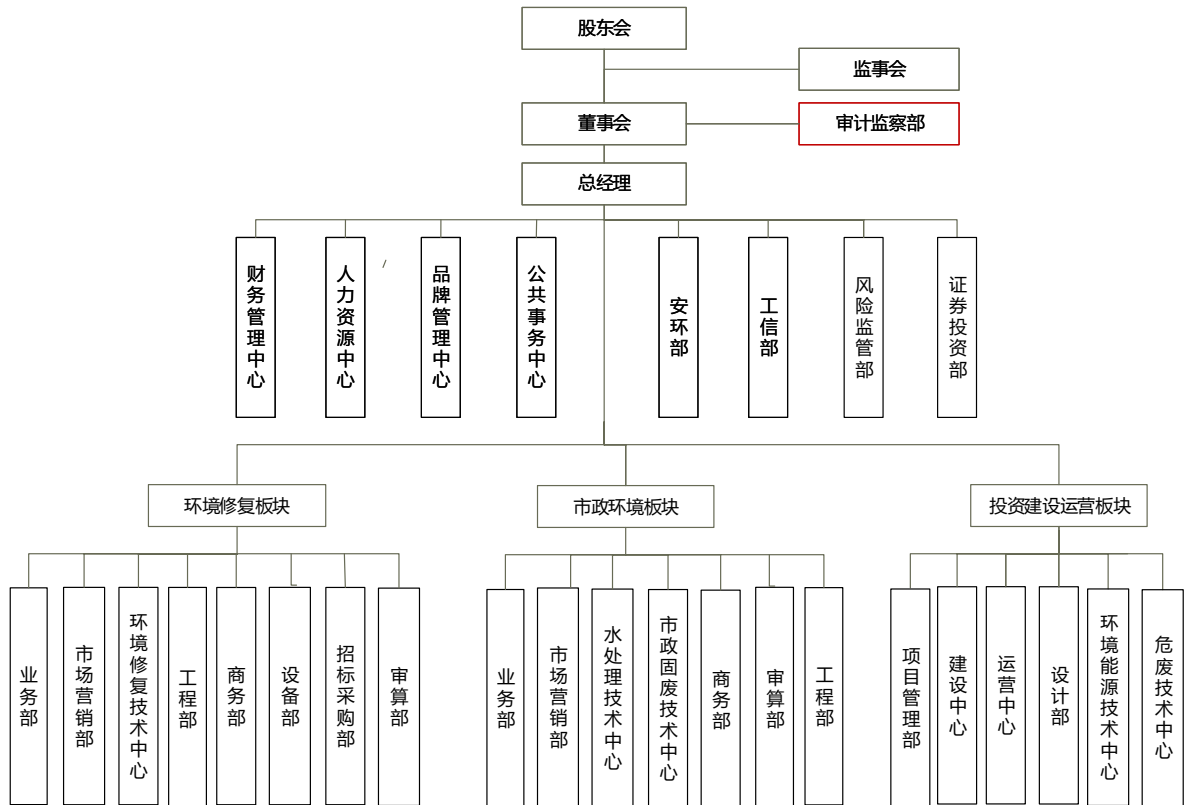 股东会
监事会
董事会
审计监察部
总经理
财务管理中心
人力资源中心
/
品牌管理中心
公共事务中心
安环部
工信部
风险监管部
证券投资部
环境修复板块
市政环境板块
投资建设运营板块
业务部
市场营销部
环境修复技术中心
工程部
商务部
设备部
招标采购部
审算部
业务部
市场营销部
水处理技术中心
市政固废技术中心
商务部
审算部
工程部
项目管理部
建设中心
运营中心
设计部
环境能源技术中心
危废技术中心